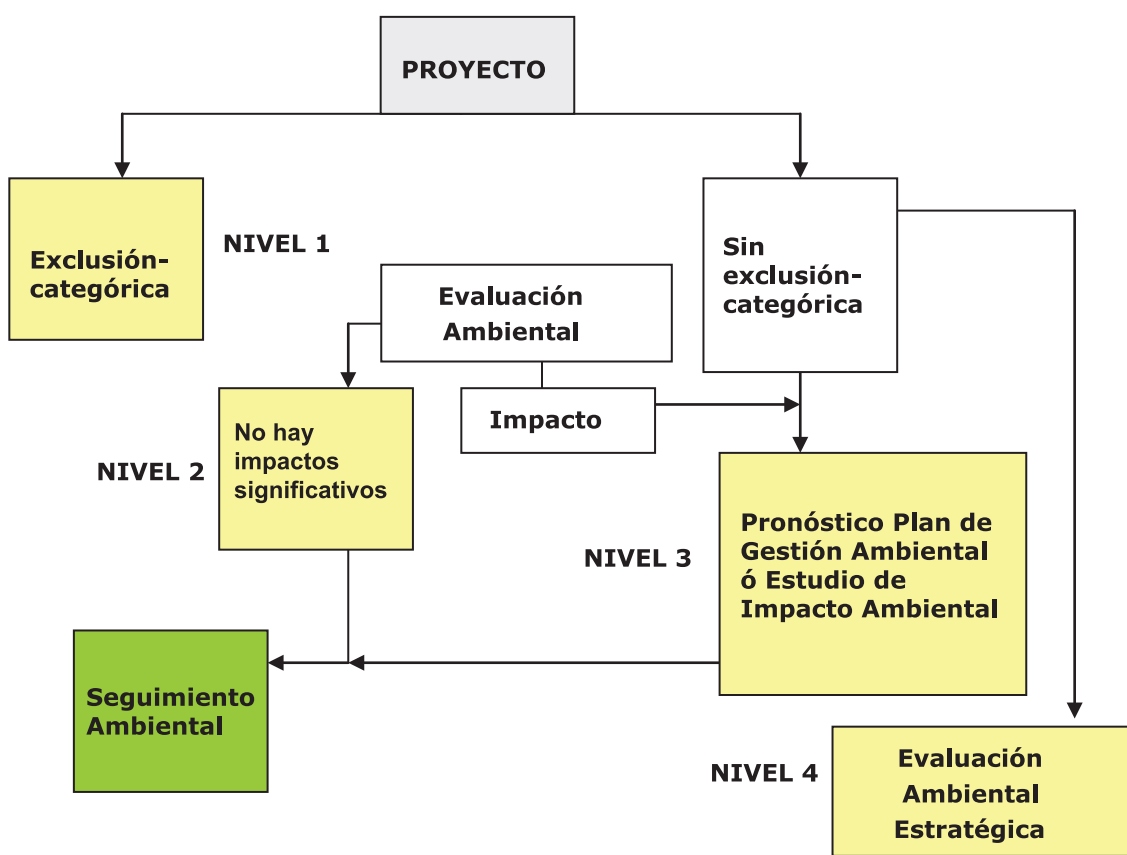 PROYECTO
Exclusión-
categórica
NIVEL 1
Sin
exclusión-
categórica
Evaluación
Ambiental
Impacto
No hay
impactos
significativos
NIVEL 2
Pronóstico Plan de
Gestión Ambiental
ó Estudio de
Impacto Ambiental
NIVEL 3
Seguimiento
Ambiental
NIVEL 4
Evaluación
Ambiental
Estratégica